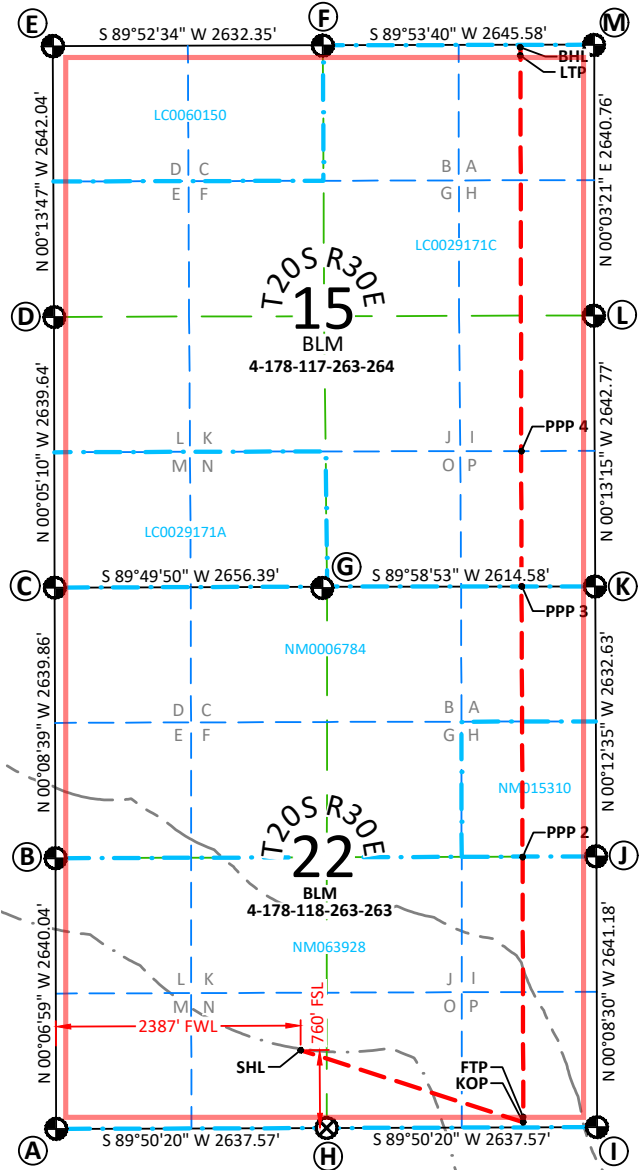 E
F
M
S 89°52'34" W 2632.35'
S 89°53'40" W 2645.58'
BHL
LTP
LC0060150
N 00°13'47" W 2642.04'
N 00°03'21" E 2640.76'
D C
E F
B A
G H
LC0029171C
T20S R30E
15
BLM
4-178-117-263-264
D
L
N 00°05'10" W 2639.64'
N 00°13'15" W 2642.77'
L K
M N
J I
O P
PPP 4
LC0029171A
C
S 89°49'50" W 2656.39'
G
S 89°58'53" W 2614.58'
K
PPP 3
NM0006784
N 00°08'39" W 2639.86'
N 00°12'35" W 2632.63'
D C
E F
B A
G H
NM015310
T20S R30E
22
BLM
4-178-118-263-263
B
PPP 2
J
NM063928
N 00°06'59" W 2640.04'
N 00°08'30" W 2641.18'
L K
M N
J I
O P
2387' FWL
760' FSL
SHL
FTP
KOP
A
S 89°50'20" W 2637.57'
H
S 89°50'20" W 2637.57'
I